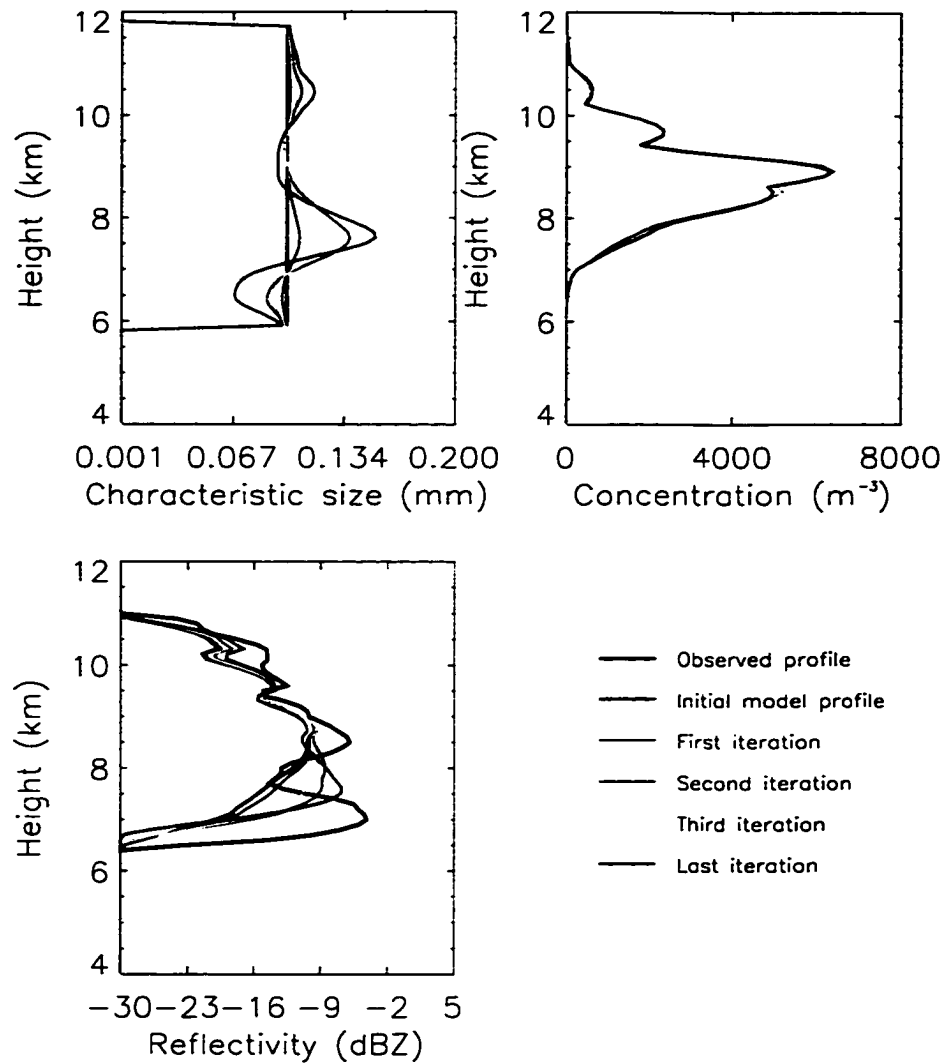 12
10
8
6
4
Height (km)
0.001 0.067 0.134 0.200
Characteristic size (mm)
12
10
8
6
4
Height (km)
0 4000 8000
Concentration (m⁻³)
12
10
8
6
4
Height (km)
-30 -23 -16 -9 -2 5
Reflectivity (dBZ)
Observed profile
Initial model profile
First iteration
Second iteration
Third iteration
Last iteration